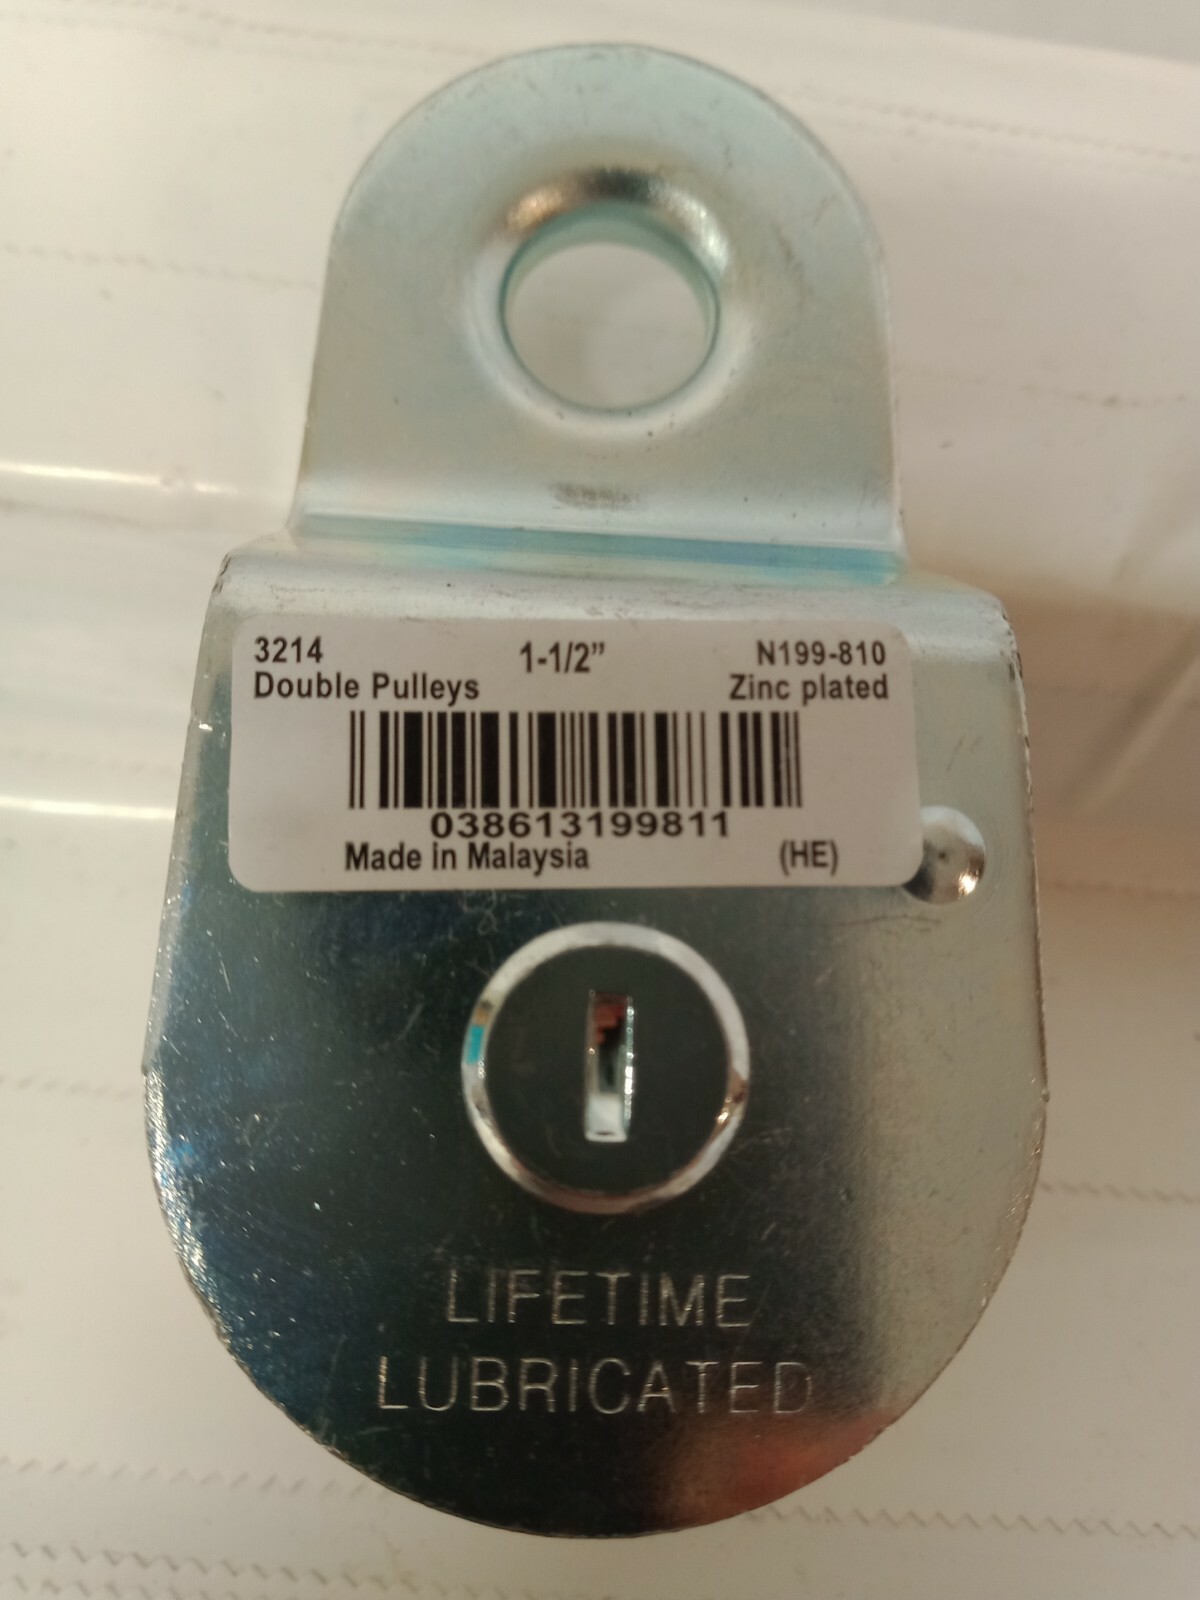 3214 1-1/2” N199-810
Double Pulleys Zinc plated
038613199811
Made in Malaysia (HE)
LIFETIME
LUBRICATED